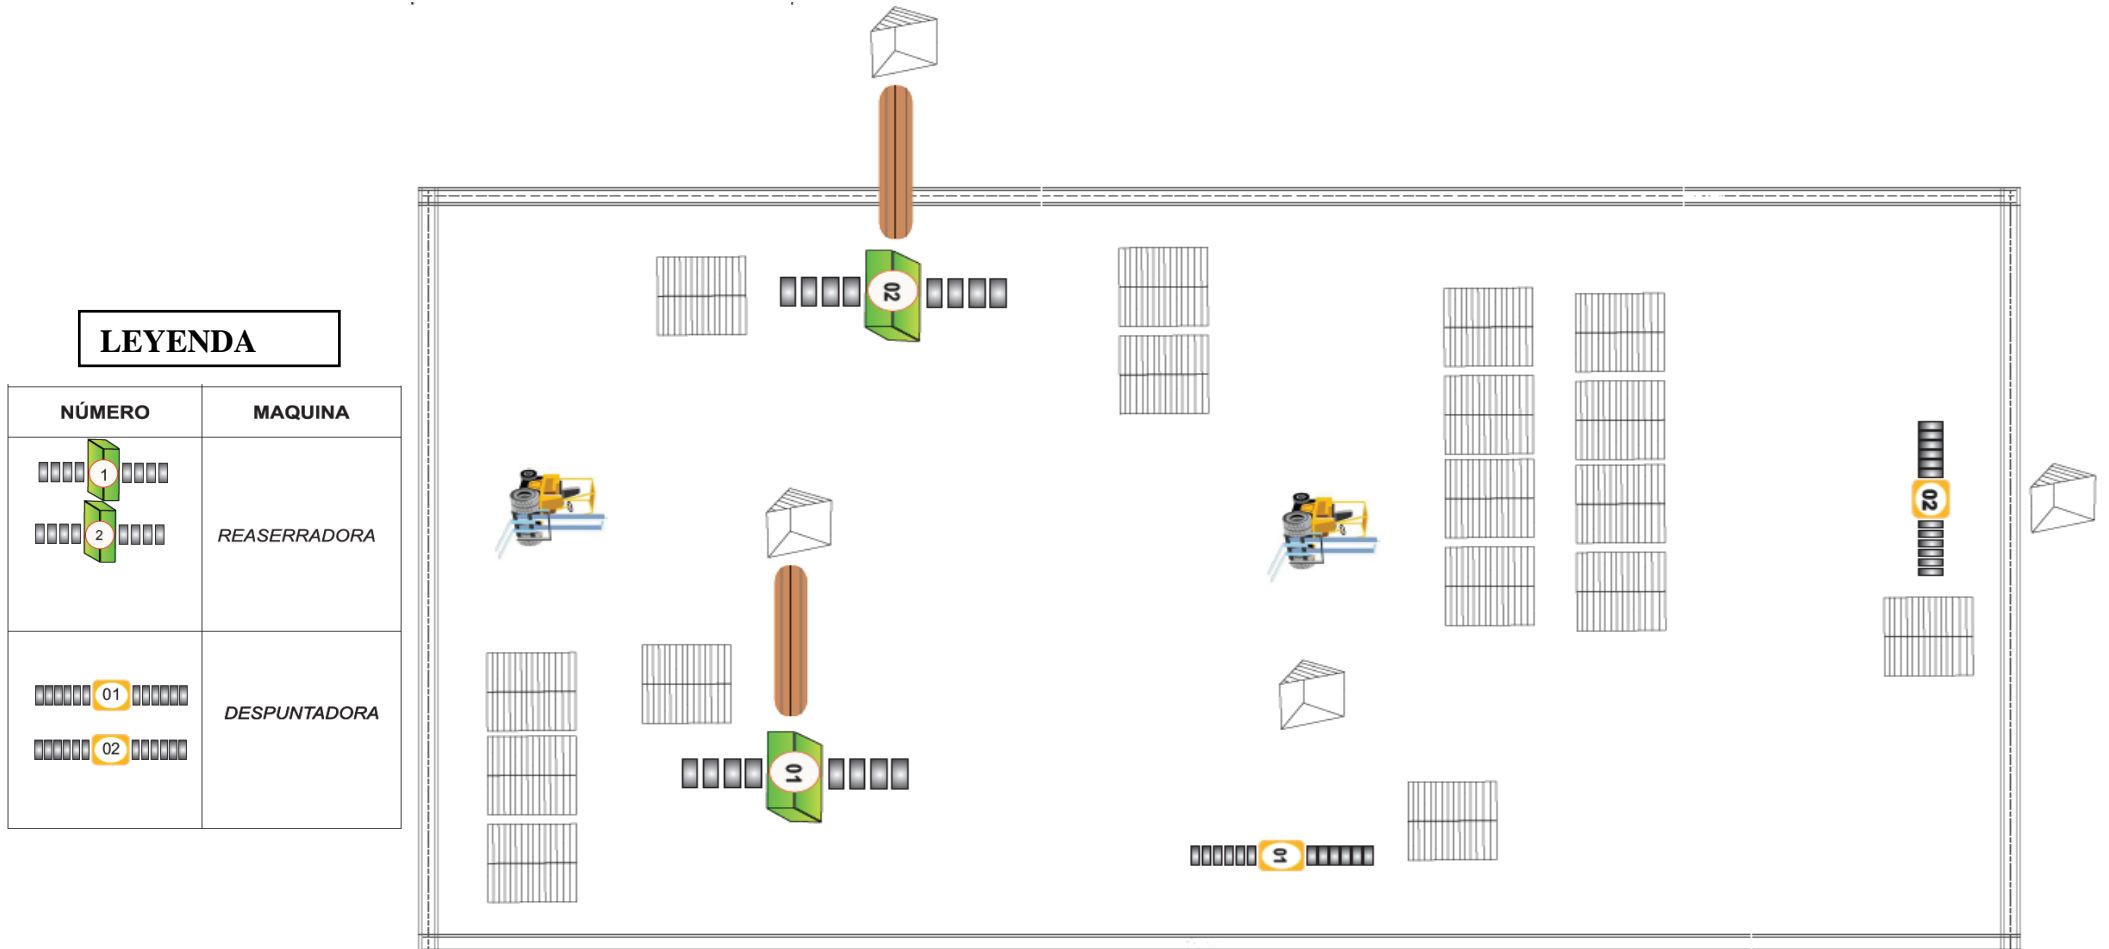 LEYENDA
NÚMERO MAQUINA
1
2
REASERRADORA
01
DESPUNTADORA
02
02
02
01
01